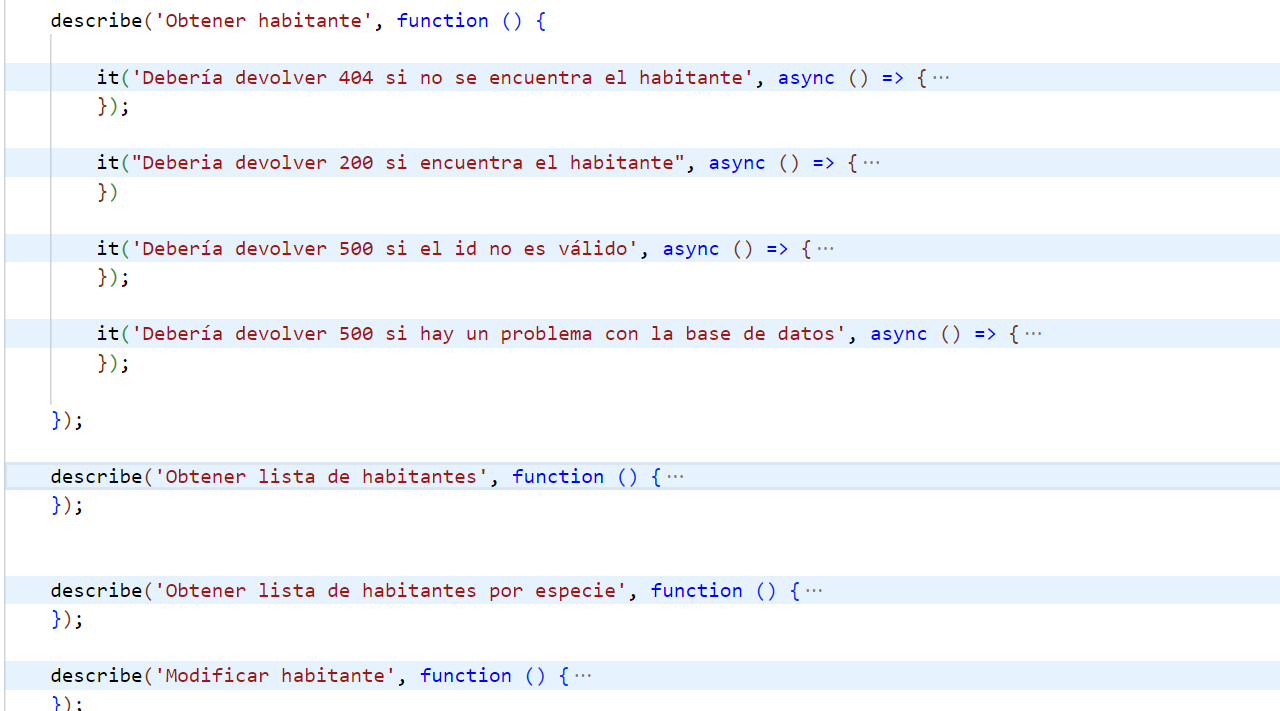 describe('Obtener habitante', function () {
it('Debería devolver 404 si no se encuentra el habitante', async () => {···
});
it("Deberia devolver 200 si encuentra el habitante", async () => {···
})
it('Debería devolver 500 si el id no es válido', async () => {···
});
it('Debería devolver 500 si hay un problema con la base de datos', async () => {···
});
});
describe('Obtener lista de habitantes', function () {···
});
describe('Obtener lista de habitantes por especie', function () {···
});
describe('Modificar habitante', function () {···
});